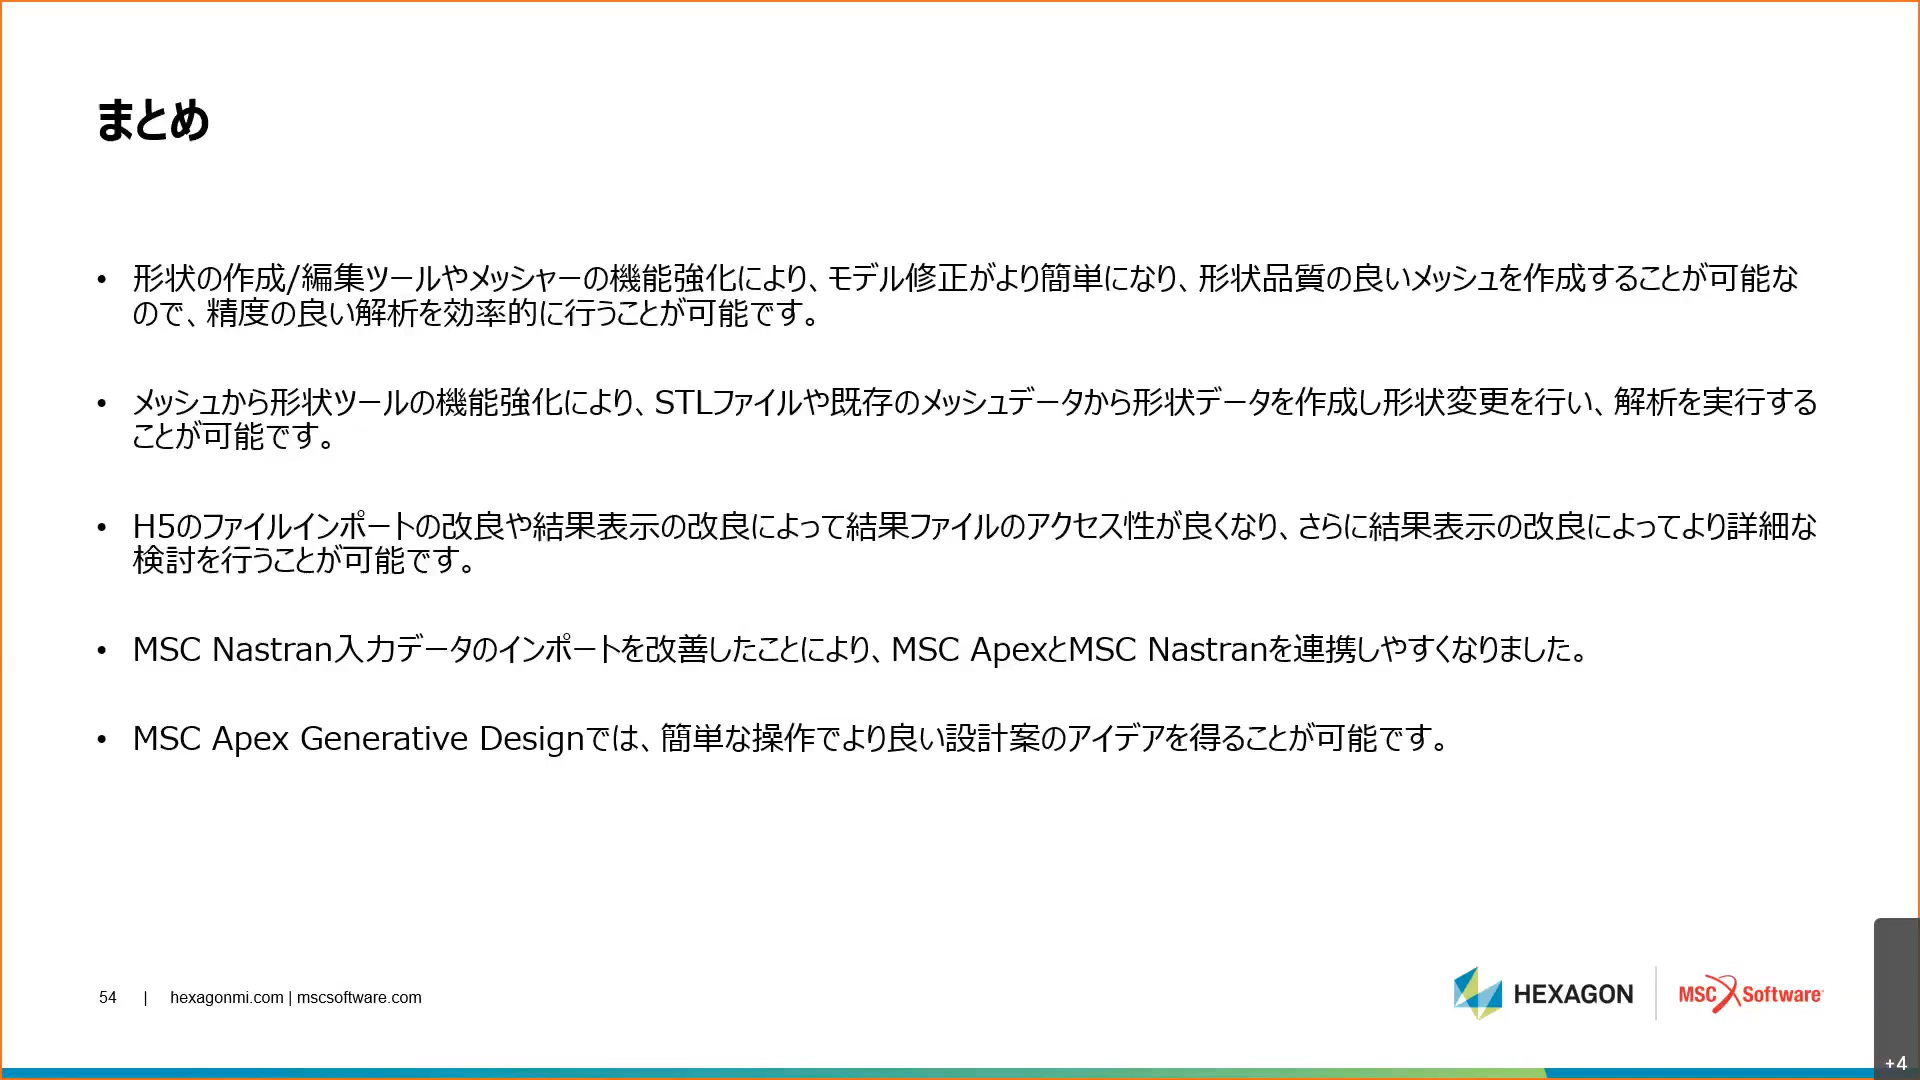 まとめ
• 形状の作成/編集ツールやメッシャーの機能強化により、モデル修正がより簡単になり、形状品質の良いメッシュを作成することが可能な
ので、精度の良い解析を効率的に行うことが可能です。
• メッシュから形状ツールの機能強化により、STLファイルや既存のメッシュデータから形状データを作成し形状変更を行い、解析を実行する
ことが可能です。
• H5のファイルインポートの改良や結果表示の改良によって結果ファイルのアクセス性が良くなり、さらに結果表示の改良によってより詳細な
検討を行うことが可能です。
• MSC Nastran入力データのインポートを改善したことにより、MSC ApexとMSC Nastranを連携しやすくなりました。
• MSC Apex Generative Designでは、簡単な操作でより良い設計案のアイデアを得ることが可能です。
54 | hexagonmi.com | mscsoftware.com
HEXAGON
MSC Software
+4